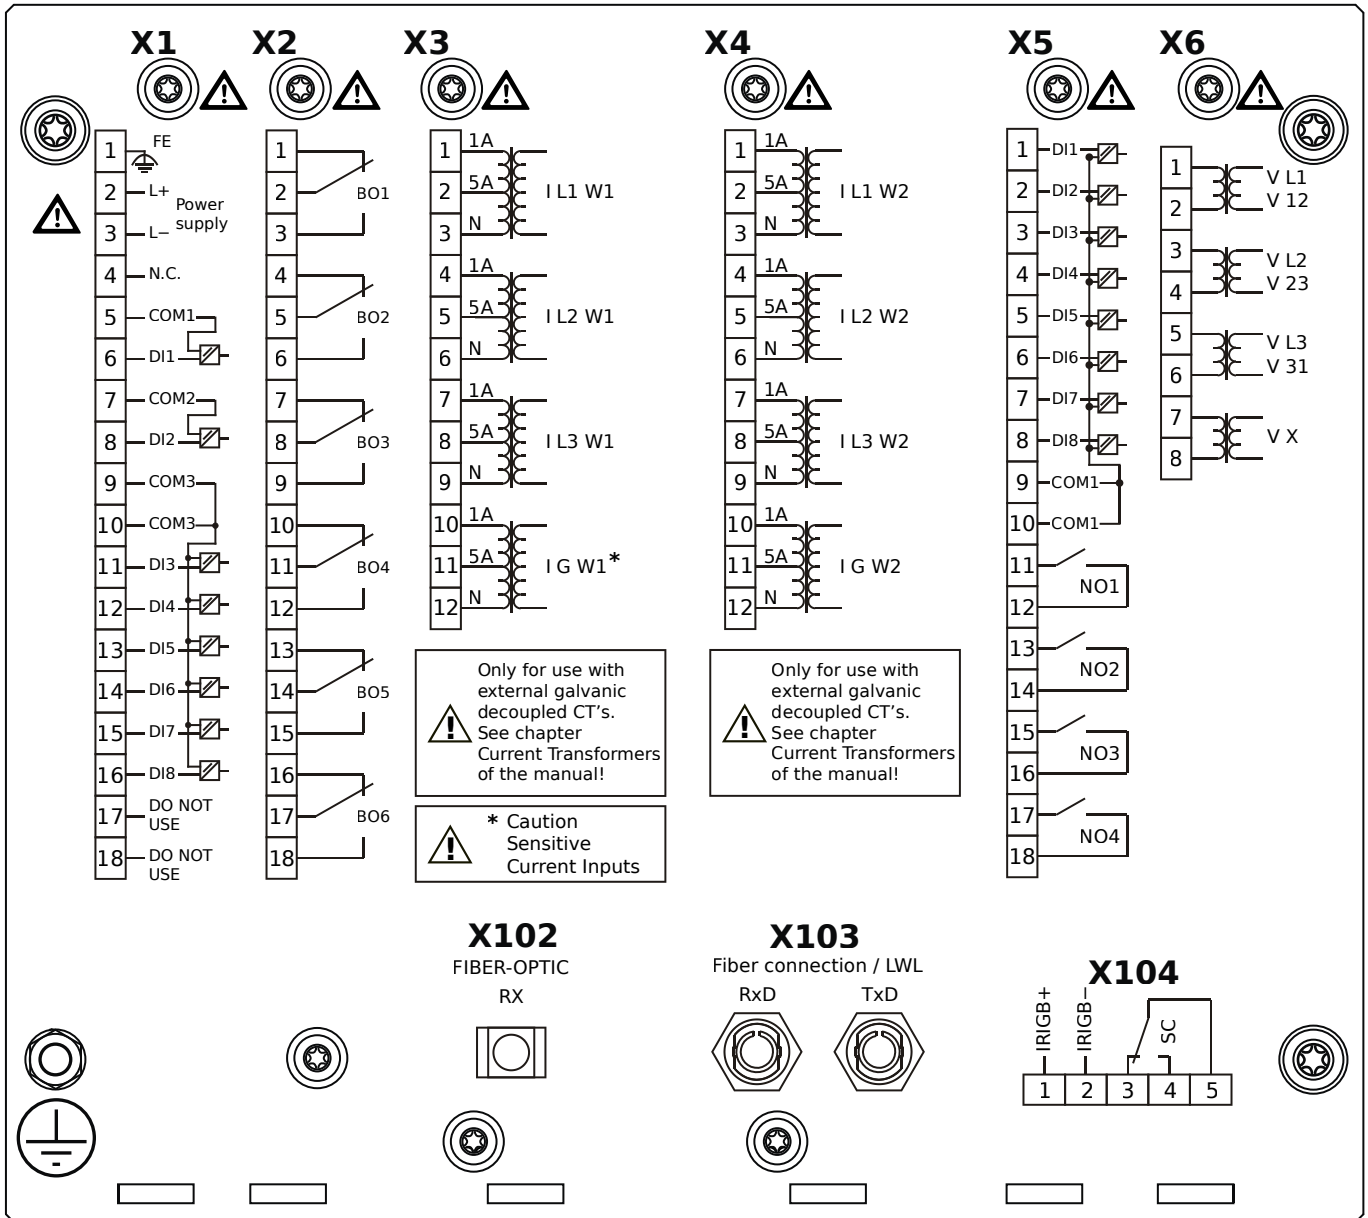 X1
X2
X3
X4
X5
X6
1
FE
2
L+
Power
supply
3
L−
4
N.C.
5
COM1
6
DI1
7
COM2
8
DI2
9
COM3
10
COM3
11
DI3
12
DI4
13
DI5
14
DI6
15
DI7
16
DI8
17
DO NOT
USE
18
DO NOT
USE
1
2
BO1
3
4
5
BO2
6
7
8
BO3
9
10
11
BO4
12
13
14
BO5
15
16
17
BO6
18
1
1A
2
5A
I L1 W1
3
N
4
1A
5
5A
I L2 W1
6
N
7
1A
8
5A
I L3 W1
9
N
10
1A
11
5A
I G W1*
12
N
Only for use with
external galvanic
decoupled CT's.
See chapter
Current Transformers
of the manual!
* Caution
Sensitive
Current Inputs
1
1A
2
5A
I L1 W2
3
N
4
1A
5
5A
I L2 W2
6
N
7
1A
8
5A
I L3 W2
9
N
10
1A
11
5A
I G W2
12
N
Only for use with
external galvanic
decoupled CT's.
See chapter
Current Transformers
of the manual!
1
DI1
2
DI2
3
DI3
4
DI4
5
DI5
6
DI6
7
DI7
8
DI8
9
COM1
10
COM1
11
NO1
12
13
NO2
14
15
NO3
16
17
NO4
18
1
V L1
2
V 12
3
V L2
4
V 23
5
V L3
6
V 31
7
V X
8
X102
FIBER-OPTIC
RX
X103
Fiber connection / LWL
RxD
TxD
X104
IRIGB+
IRIGB−
SC
1
2
3
4
5